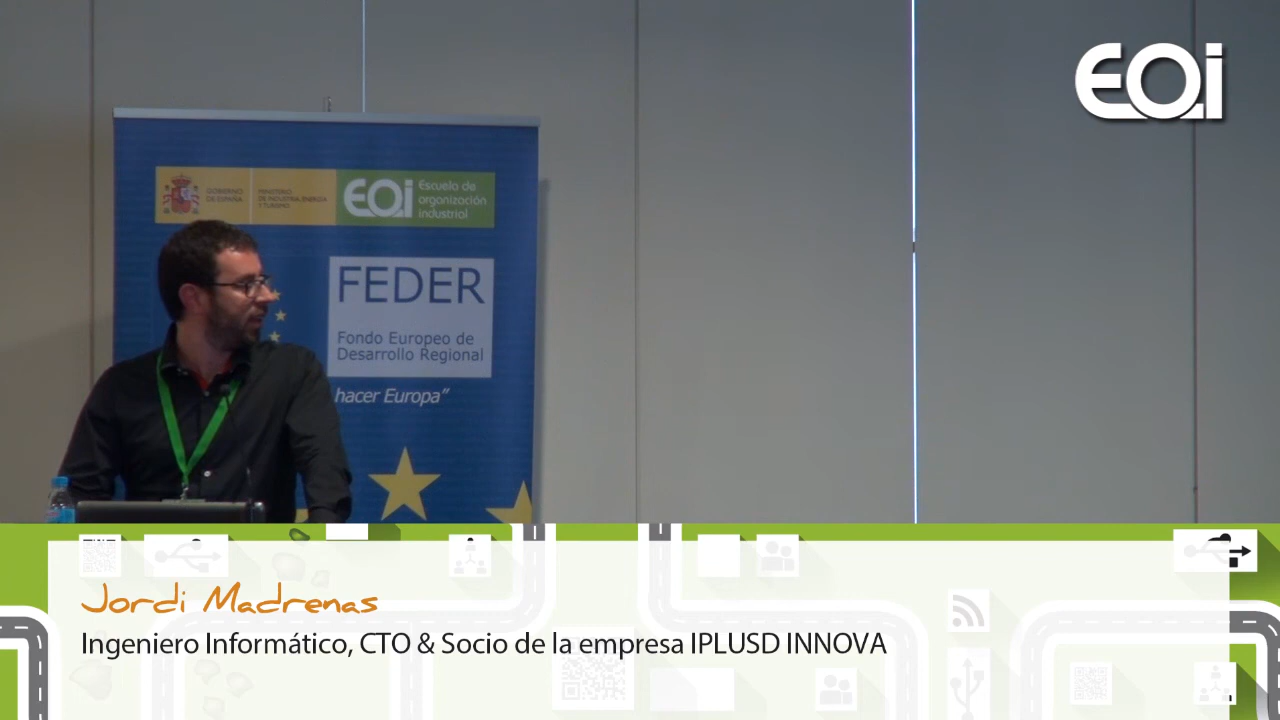 EOi
GOBIERNO
DE ESPAÑA
MINISTERIO
DE INDUSTRIA, ENERGÍA
Y TURISMO
EOi
Escuela de
organización
industrial
FEDER
Fondo Europeo de
Desarrollo Regional
hacer Europa”
Jordi Madrenas
Ingeniero Informático, CTO & Socio de la empresa IPLUSD INNOVA